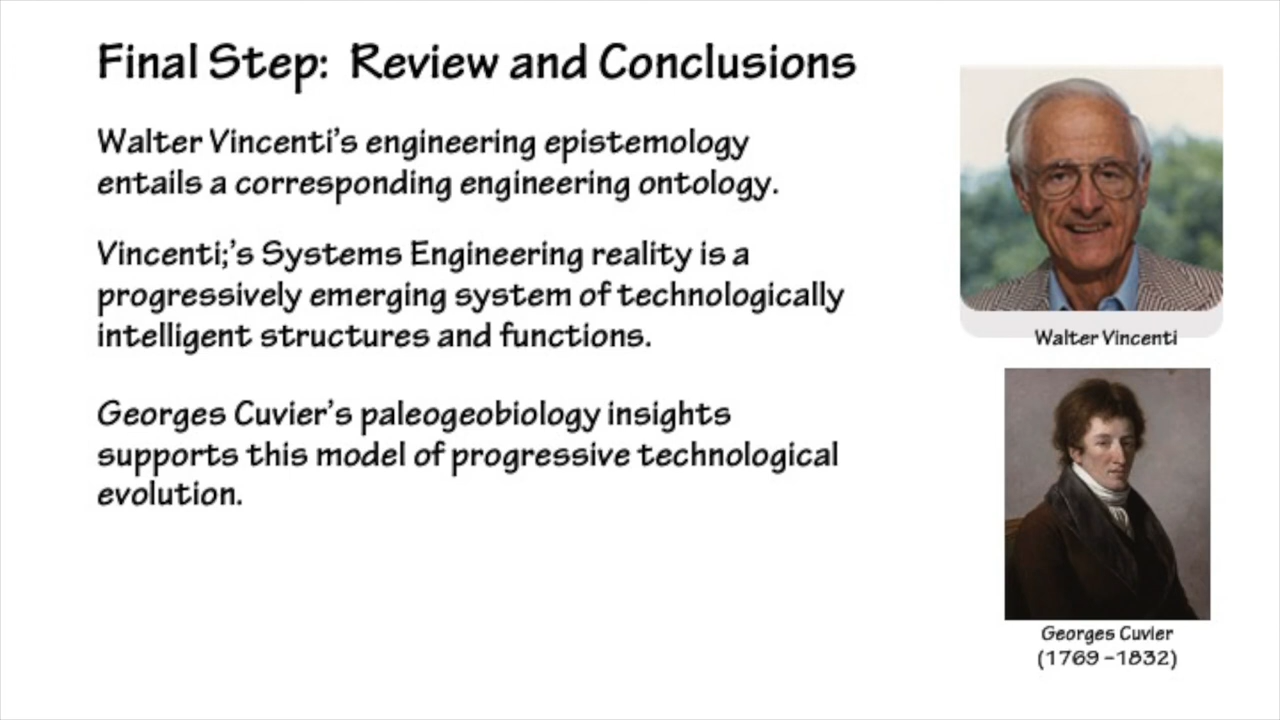 Final Step: Review and Conclusions
Walter Vincenti's engineering epistemology
entails a corresponding engineering ontology.
Vincenti;'s Systems Engineering reality is a
progressively emerging system of technologically
intelligent structures and functions.
Georges Cuvier's paleogeobiology insights
supports this model of progressive technological
evolution.
Walter Vincenti
Georges Cuvier
(1769 –1832)